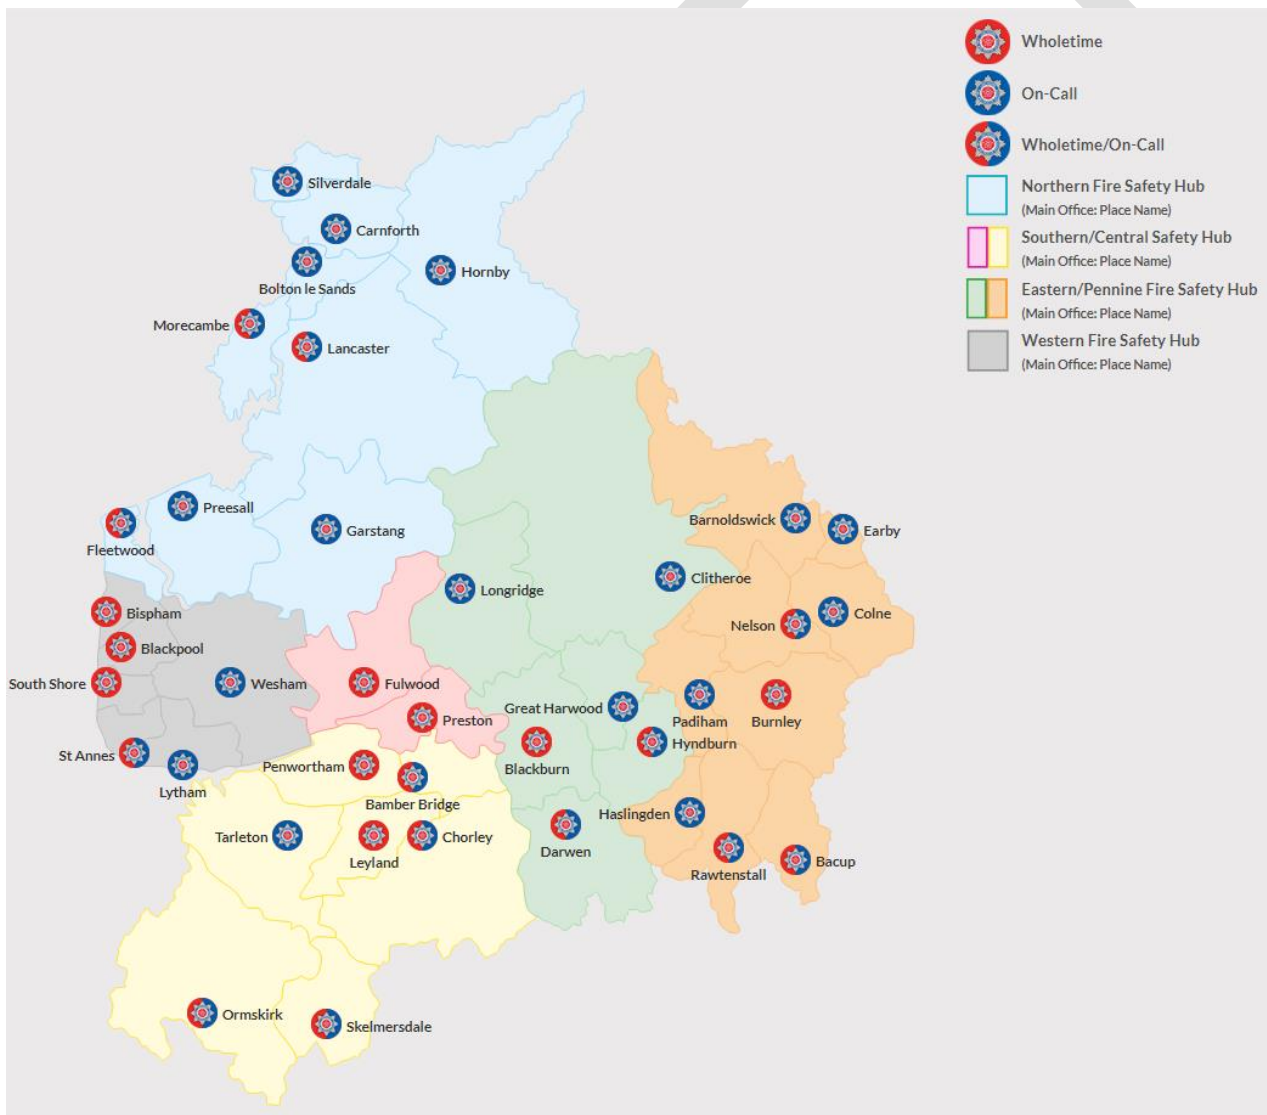 Wholetime
On-Call
Wholetime/On-Call
Northern Fire Safety Hub
(Main Office: Place Name)
Southern/Central Safety Hub
(Main Office: Place Name)
Eastern/Pennine Fire Safety Hub
(Main Office: Place Name)
Western Fire Safety Hub
(Main Office: Place Name)
Silverdale
Carnforth
Hornby
Bolton le Sands
Morecambe
Lancaster
Preesall
Garstang
Fleetwood
Barnoldswick
Earby
Clitheroe
Longridge
Bispham
Colne
Nelson
Blackpool
South Shore
Wesham
Fulwood
Great Harwood
Preston
Padiham
Burnley
Hyndburn
St Annes
Penwortham
Blackburn
Lytham
Bamber Bridge
Haslingden
Tarleton
Chorley
Leyland
Darwen
Rawtenstall
Bacup
Ormskirk
Skelmersdale